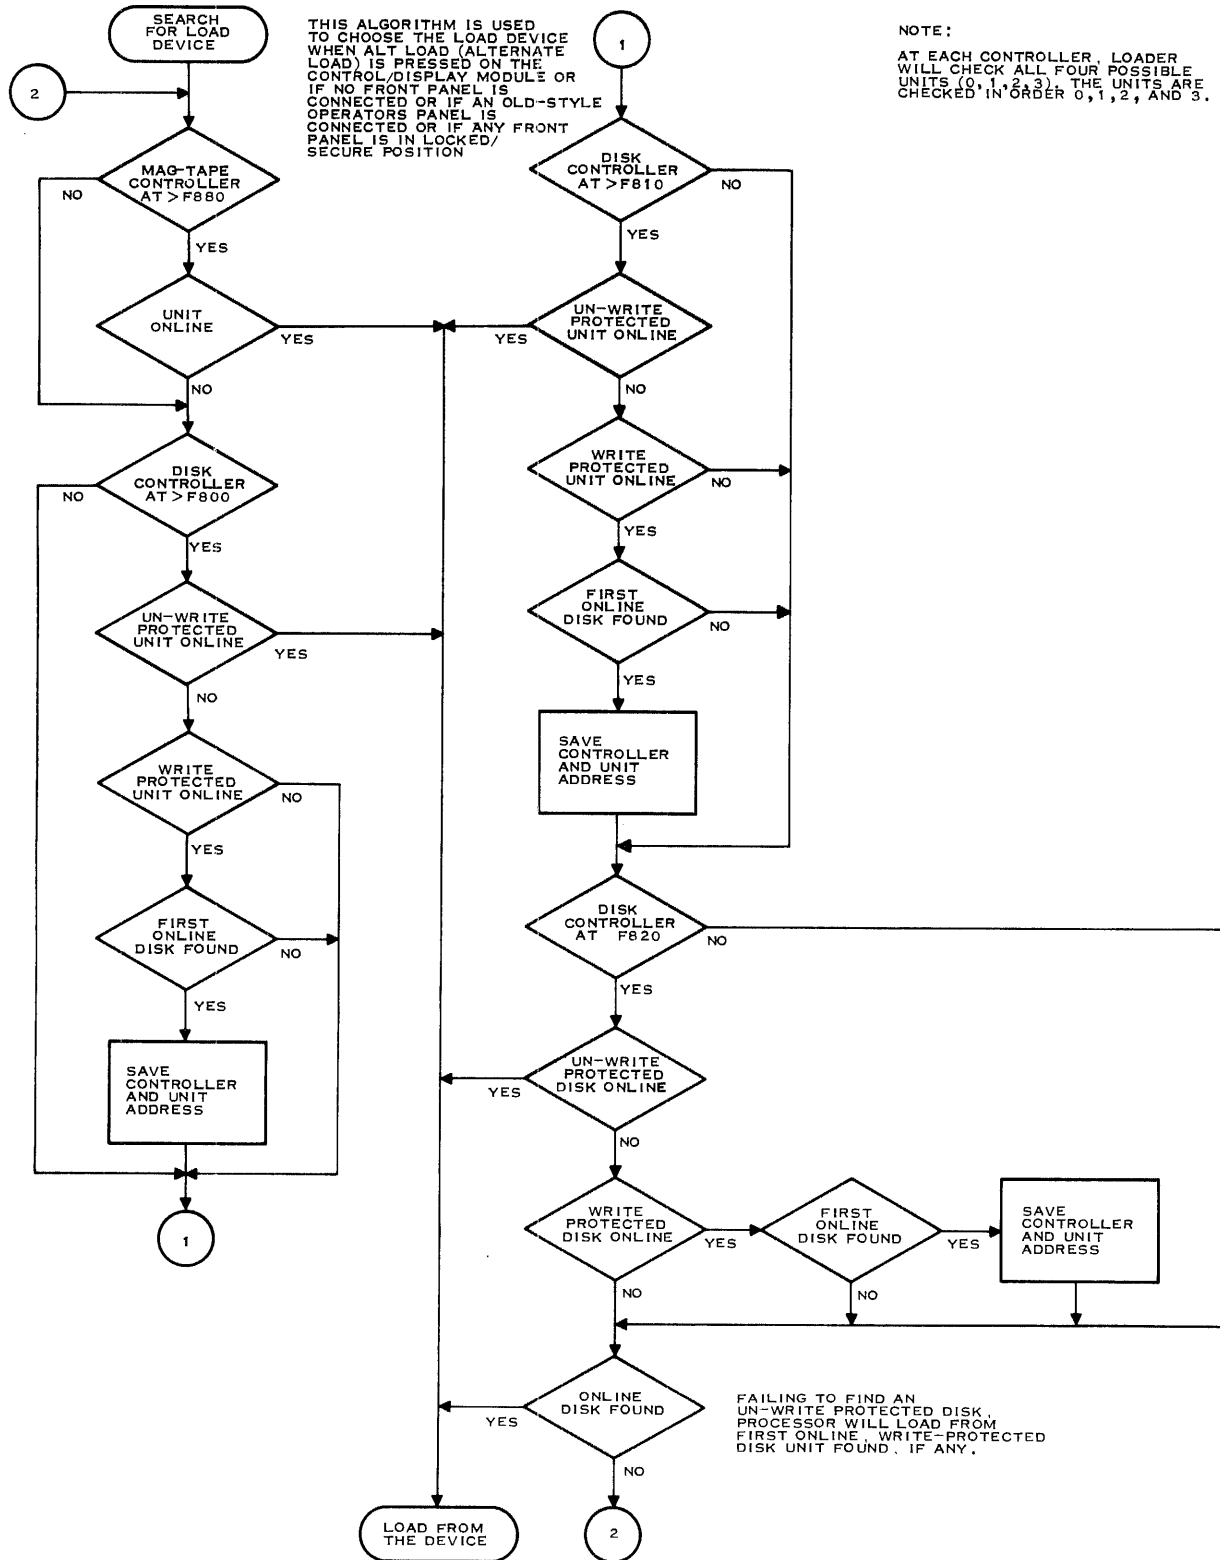 SEARCH
FOR LOAD
DEVICE
THIS ALGORITHM IS USED
TO CHOOSE THE LOAD DEVICE
WHEN ALT LOAD (ALTERNATE
LOAD) IS PRESSED ON THE
CONTROL/DISPLAY MODULE OR
IF NO FRONT PANEL IS
CONNECTED OR IF AN OLD-STYLE
OPERATORS PANEL IS
CONNECTED OR IF ANY FRONT
PANEL IS IN LOCKED/
SECURE POSITION
2
MAG-TAPE
CONTROLLER
AT >F880
NO
YES
UNIT
ONLINE
YES
NO
DISK
CONTROLLER
AT >F800
NO
YES
UN-WRITE
PROTECTED
UNIT ONLINE
YES
NO
WRITE
PROTECTED
UNIT ONLINE
NO
YES
FIRST
ONLINE
DISK FOUND
NO
YES
SAVE
CONTROLLER
AND UNIT
ADDRESS
1
1
DISK
CONTROLLER
AT >F810
NO
YES
UN-WRITE
PROTECTED
UNIT ONLINE
YES
NO
WRITE
PROTECTED
UNIT ONLINE
NO
YES
FIRST
ONLINE
DISK FOUND
NO
YES
SAVE
CONTROLLER
AND UNIT
ADDRESS
DISK
CONTROLLER
AT F820
NO
YES
UN-WRITE
PROTECTED
DISK ONLINE
YES
NO
WRITE
PROTECTED
DISK ONLINE
YES
NO
FIRST
ONLINE
DISK FOUND
YES
NO
SAVE
CONTROLLER
AND UNIT
ADDRESS
ONLINE
DISK FOUND
YES
NO
FAILING TO FIND AN
UN-WRITE PROTECTED DISK,
PROCESSOR WILL LOAD FROM
FIRST ONLINE, WRITE-PROTECTED
DISK UNIT FOUND, IF ANY.
LOAD FROM
THE DEVICE
2
NOTE:
AT EACH CONTROLLER, LOADER
WILL CHECK ALL FOUR POSSIBLE
UNITS (0,1,2,3). THE UNITS ARE
CHECKED IN ORDER 0,1,2, AND 3.